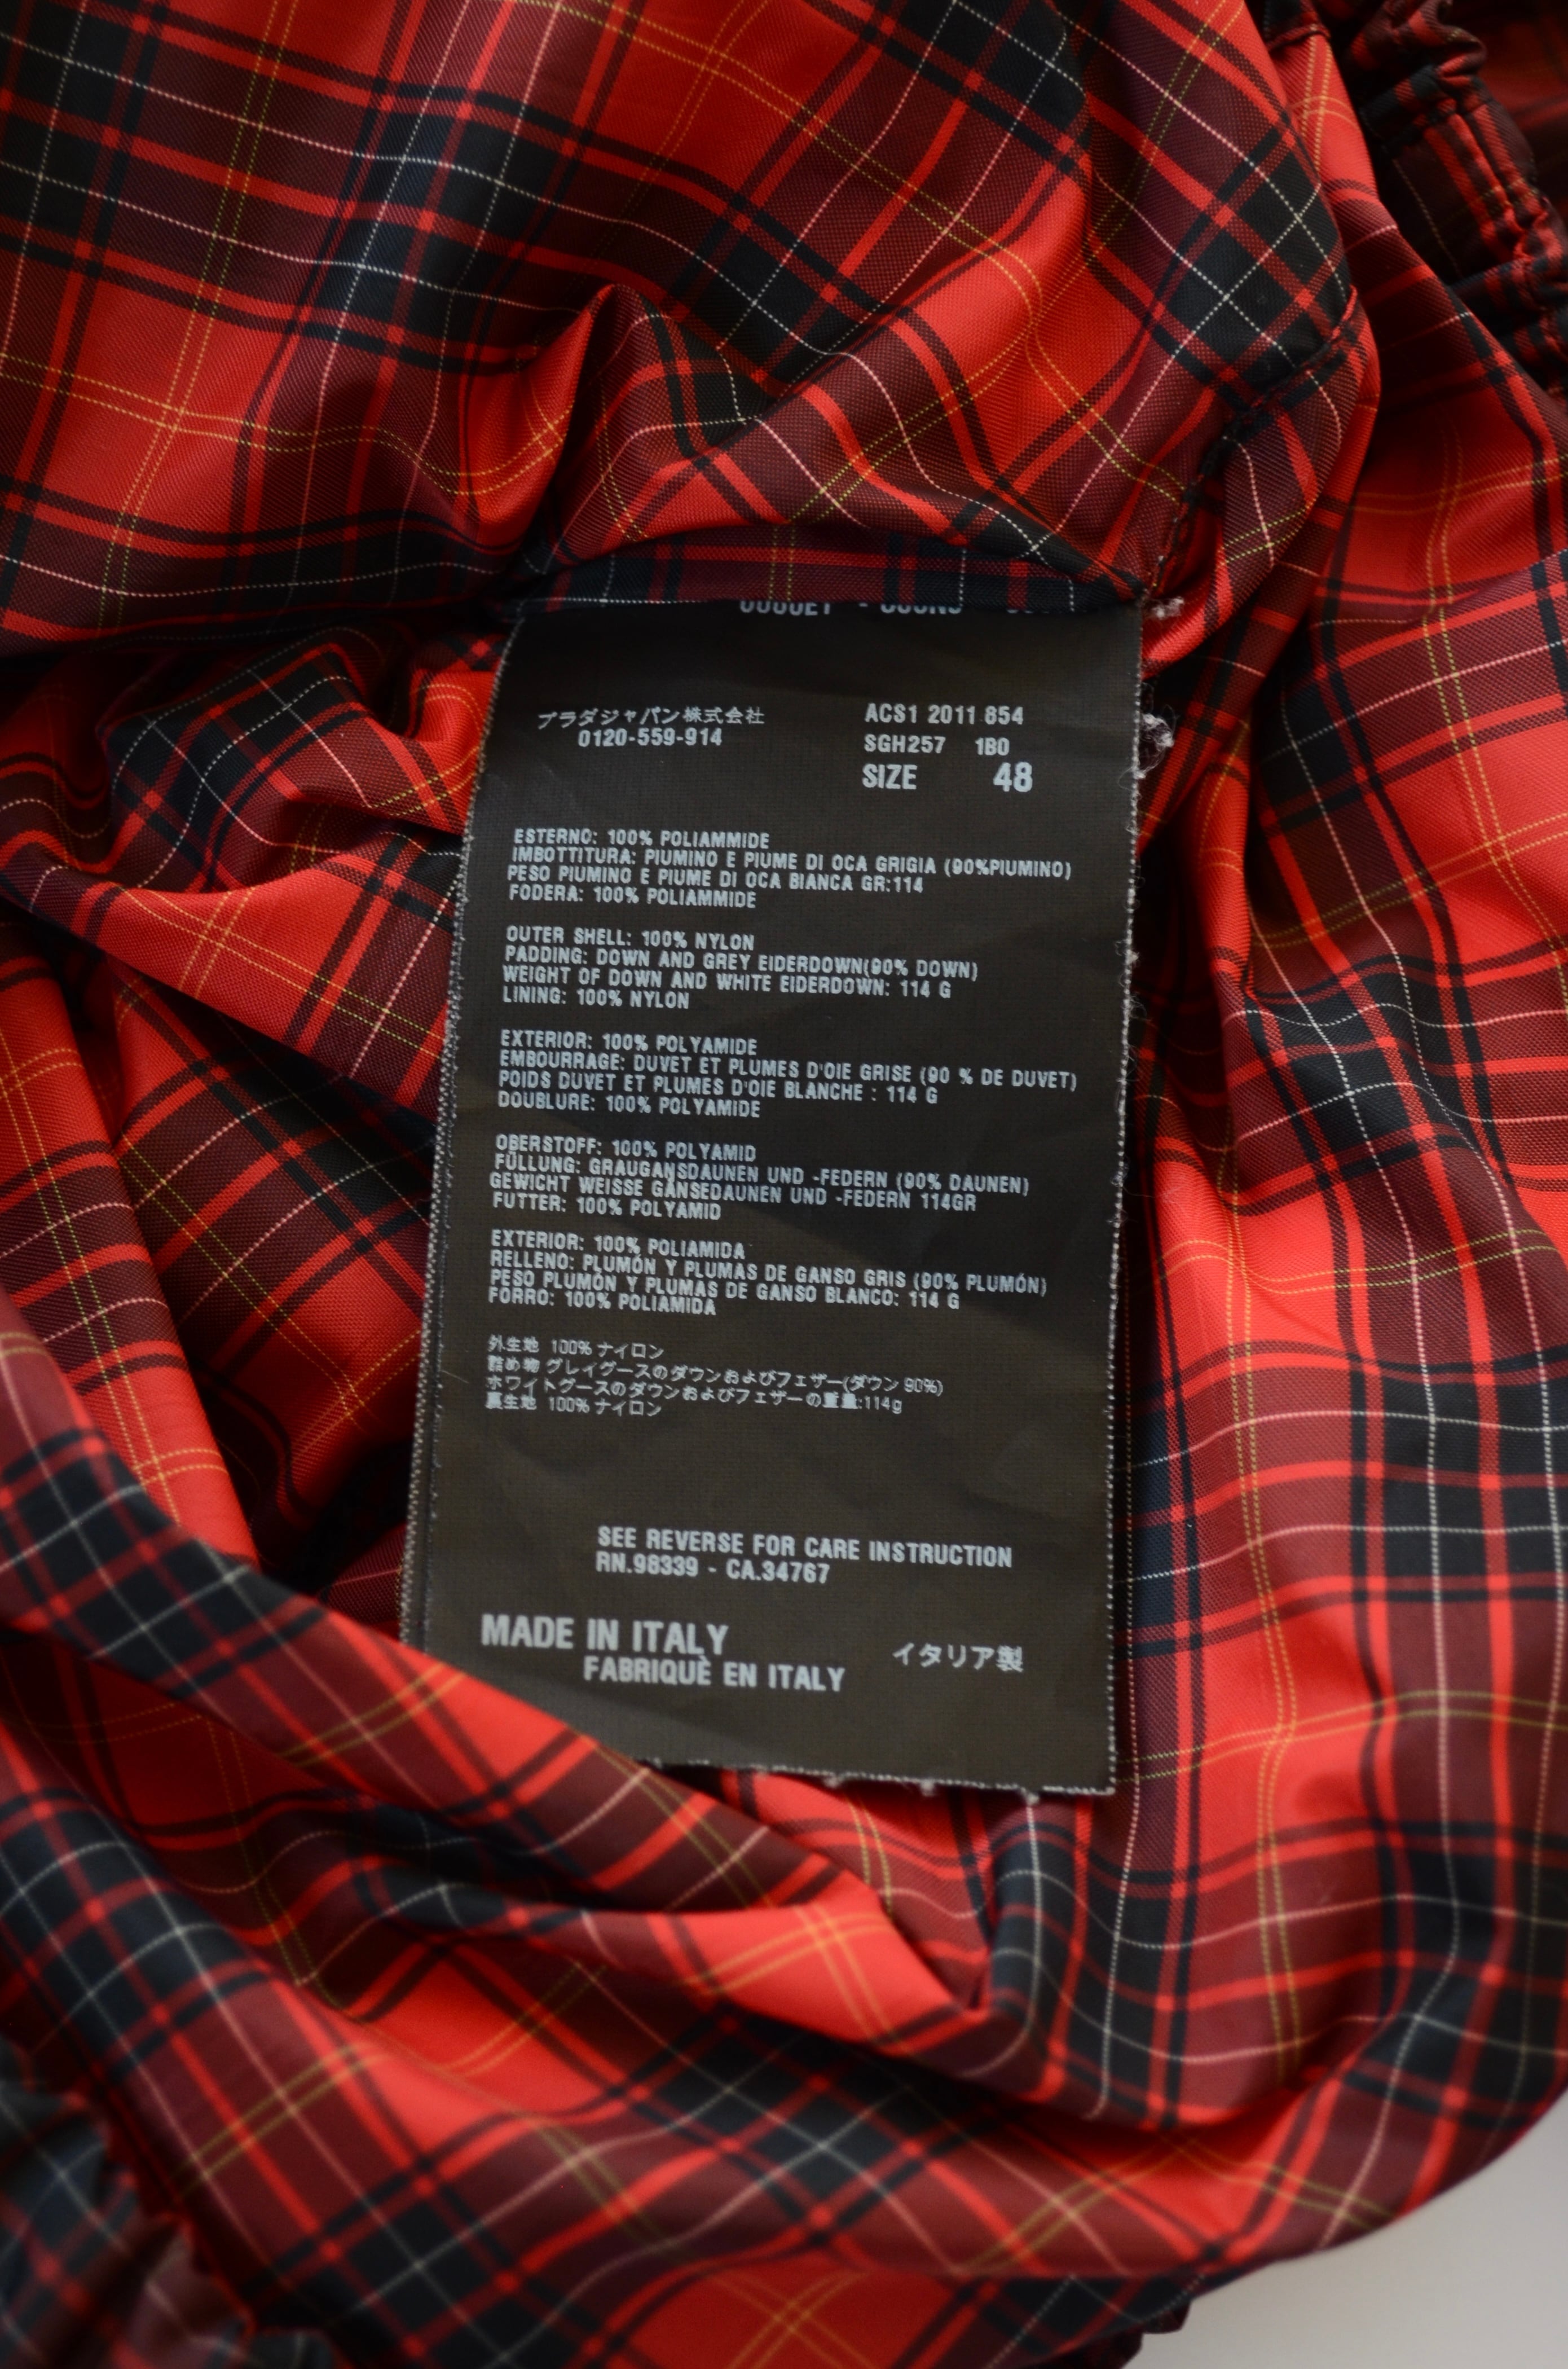 プラダジャパン株式会社
0120-559-914
ACS1 2011 854
SGH257 1B0
SIZE 48
ESTERNO: 100% POLIAMMIDE
IMBOTTITURA: PIUMINO E PIUME DI OCA GRIGIA (90%PIUMINO)
PESO PIUMINO E PIUME DI OCA BIANCA GR:114
FODERA: 100% POLIAMMIDE
OUTER SHELL: 100% NYLON
PADDING: DOWN AND GREY EIDERDOWN(90% DOWN)
WEIGHT OF DOWN AND WHITE EIDERDOWN: 114 G
LINING: 100% NYLON
EXTERIOR: 100% POLYAMIDE
EMBOURRAGE: DUVET ET PLUMES D'OIE GRISE (90 % DE DUVET)
POIDS DUVET ET PLUMES D'OIE BLANCHE : 114 G
DOUBLURE: 100% POLYAMIDE
OBERSTOFF: 100% POLYAMID
FÜLLUNG: GRAUGANSDAUNEN UND -FEDERN (90% DAUNEN)
GEWICHT WEISSE GÄNSEDAUNEN UND -FEDERN 114GR
FUTTER: 100% POLYAMID
EXTERIOR: 100% POLIAMIDA
RELLENO: PLUMÓN Y PLUMAS DE GANSO GRIS (90% PLUMÓN)
PESO PLUMÓN Y PLUMAS DE GANSO BLANCO: 114 G
FORRO: 100% POLIAMIDA
外生地 100% ナイロン
詰め物 グレイグースのダウンおよびフェザー(ダウン 90%)
ホワイトグースのダウンおよびフェザーの重量:114g
裏生地 100% ナイロン
SEE REVERSE FOR CARE INSTRUCTION
RN.98339 - CA.34767
MADE IN ITALY
FABRIQUÈ EN ITALY
イタリア製